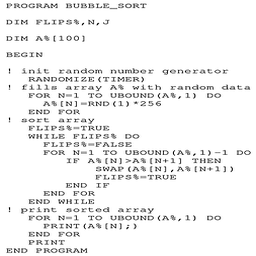 PROGRAM BUBBLE_SORT
DIM FLIPS%,N,J
DIM A%[100]
BEGIN
! init random number generator
RANDOMIZE(TIMER)
! fills array A% with random data
FOR N=1 TO UBOUND(A%,1) DO
A%[N]=RND(1)*256
END FOR
! sort array
FLIPS%=TRUE
WHILE FLIPS% DO
FLIPS%=FALSE
FOR N=1 TO UBOUND(A%,1)-1 DO
IF A%[N]>A%[N+1] THEN
SWAP(A%[N],A%[N+1])
FLIPS%=TRUE
END IF
END FOR
END WHILE
! print sorted array
FOR N=1 TO UBOUND(A%,1) DO
PRINT(A%[N];)
END FOR
PRINT
END PROGRAM